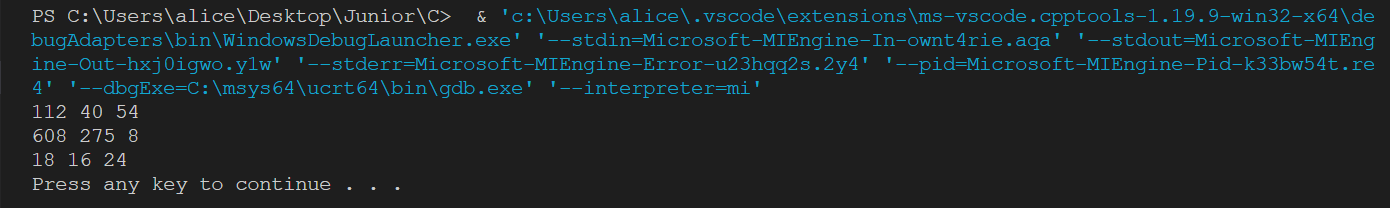 PS C:\Users\alice\Desktop\Junior\C>  & 'c:\Users\alice\.vscode\extensions\ms-vscode.cpptools-1.19.9-win32-x64\de
bugAdapters\bin\WindowsDebugLauncher.exe' '--stdin=Microsoft-MIEngine-In-ownt4rie.aqa' '--stdout=Microsoft-MIEng
ine-Out-hxj0igwo.y1w' '--stderr=Microsoft-MIEngine-Error-u23hqq2s.2y4' '--pid=Microsoft-MIEngine-Pid-k33bw54t.re
4' '--dbgExe=C:\msys64\ucrt64\bin\gdb.exe' '--interpreter=mi'
112 40 54
608 275 8
18 16 24
Press any key to continue . . .